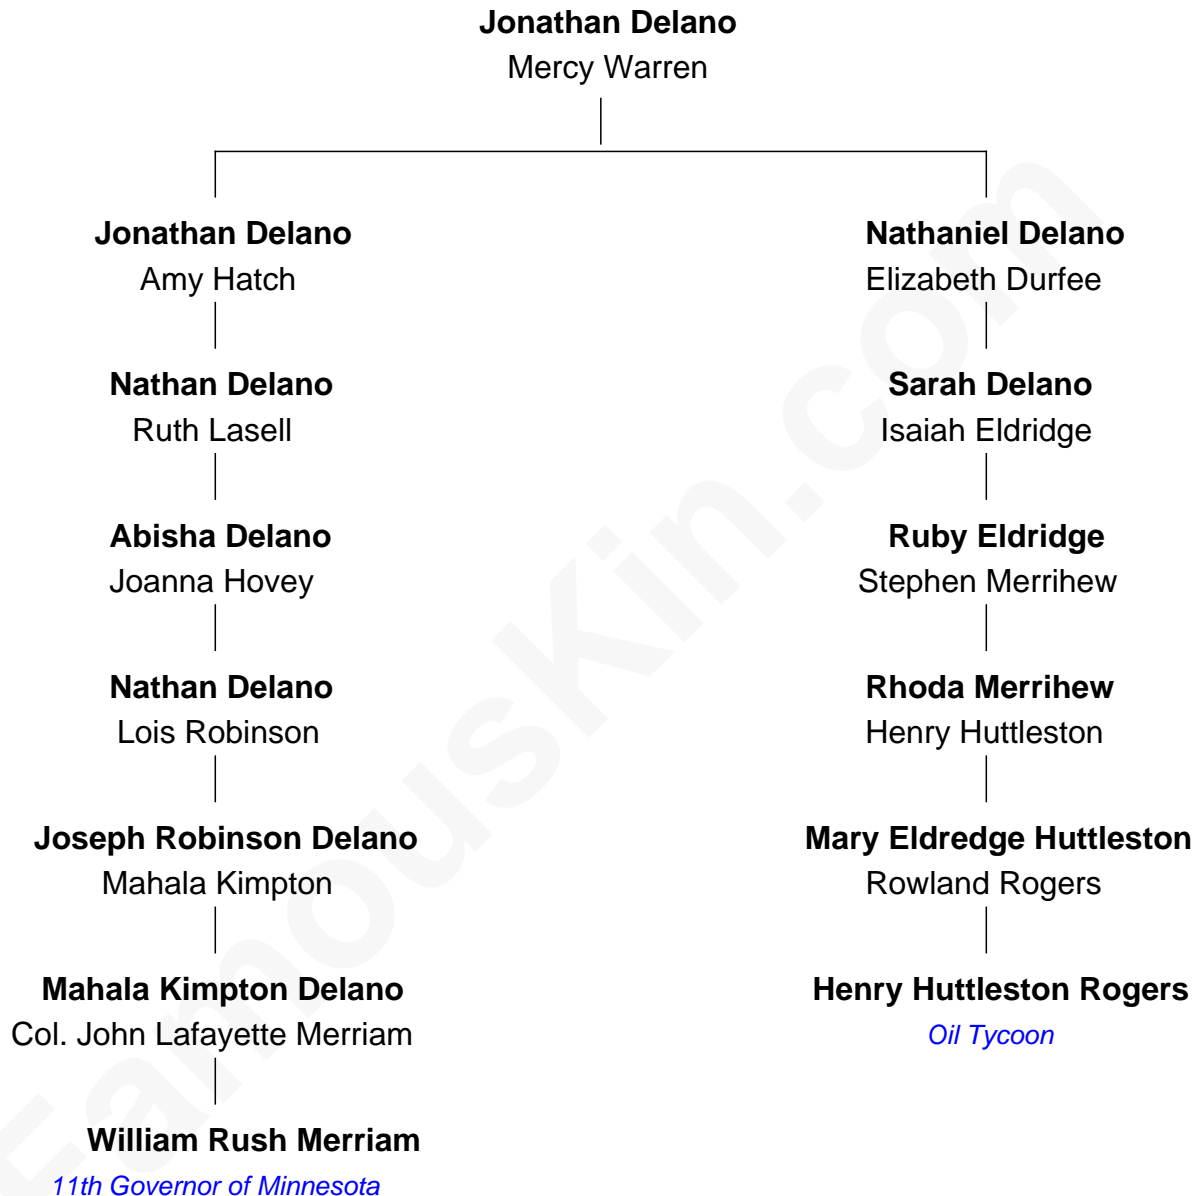 Jonathan Delano
Mercy Warren
Jonathan Delano
Amy Hatch
Nathan Delano
Ruth Lasell
Abisha Delano
Joanna Hovey
Nathan Delano
Lois Robinson
Joseph Robinson Delano
Mahala Kimpton
Mahala Kimpton Delano
Col. John Lafayette Merriam
William Rush Merriam
11th Governor of Minnesota
Nathaniel Delano
Elizabeth Durfee
Sarah Delano
Isaiah Eldridge
Ruby Eldridge
Stephen Merrihew
Rhoda Merrihew
Henry Huttleston
Mary Eldredge Huttleston
Rowland Rogers
Henry Huttleston Rogers
Oil Tycoon
FamousKin.com